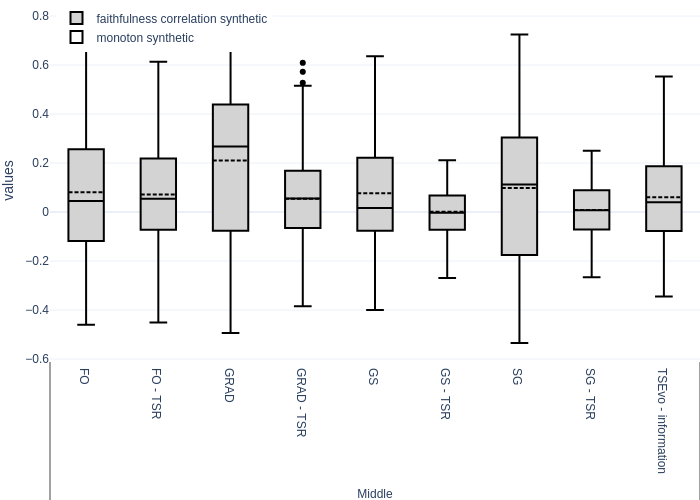 faithfulness correlation synthetic
monoton synthetic
values
0.8
0.6
0.4
0.2
0
−0.2
−0.4
−0.6
FO
FO - TSR
GRAD
GRAD - TSR
GS
GS - TSR
SG
SG - TSR
TSEvo - information
Middle